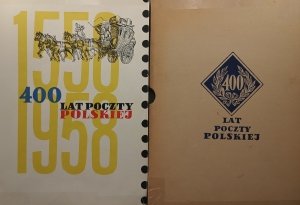 1558
400
LAT POCZTY
POLSKIEJ
1958
400
LAT
POCZTY
POLSKIEJ